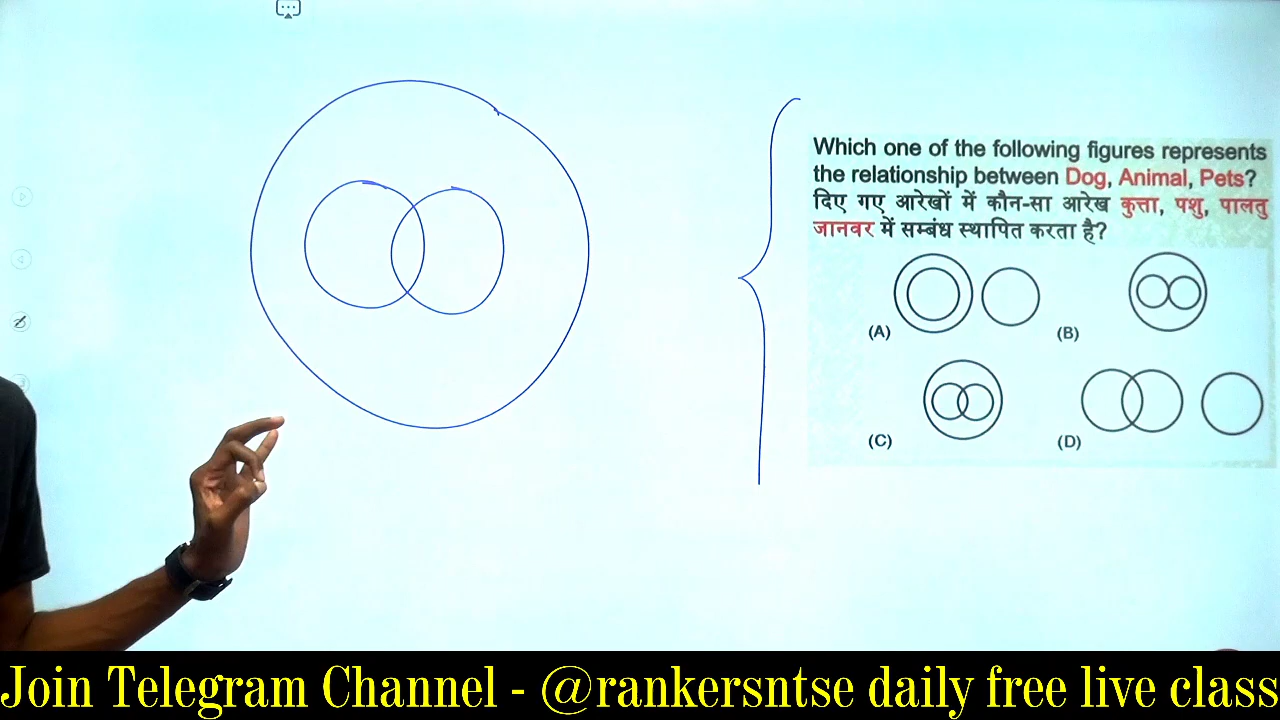 Which one of the following figures represents
the relationship between Dog, Animal, Pets?
दिए गए आरेखों में कौन-सा आरेख कुत्ता, पशु, पालतु
जानवर में सम्बंध स्थापित करता है?
(A)
(B)
(C)
(D)
Join Telegram Channel - @rankersntse daily free live class